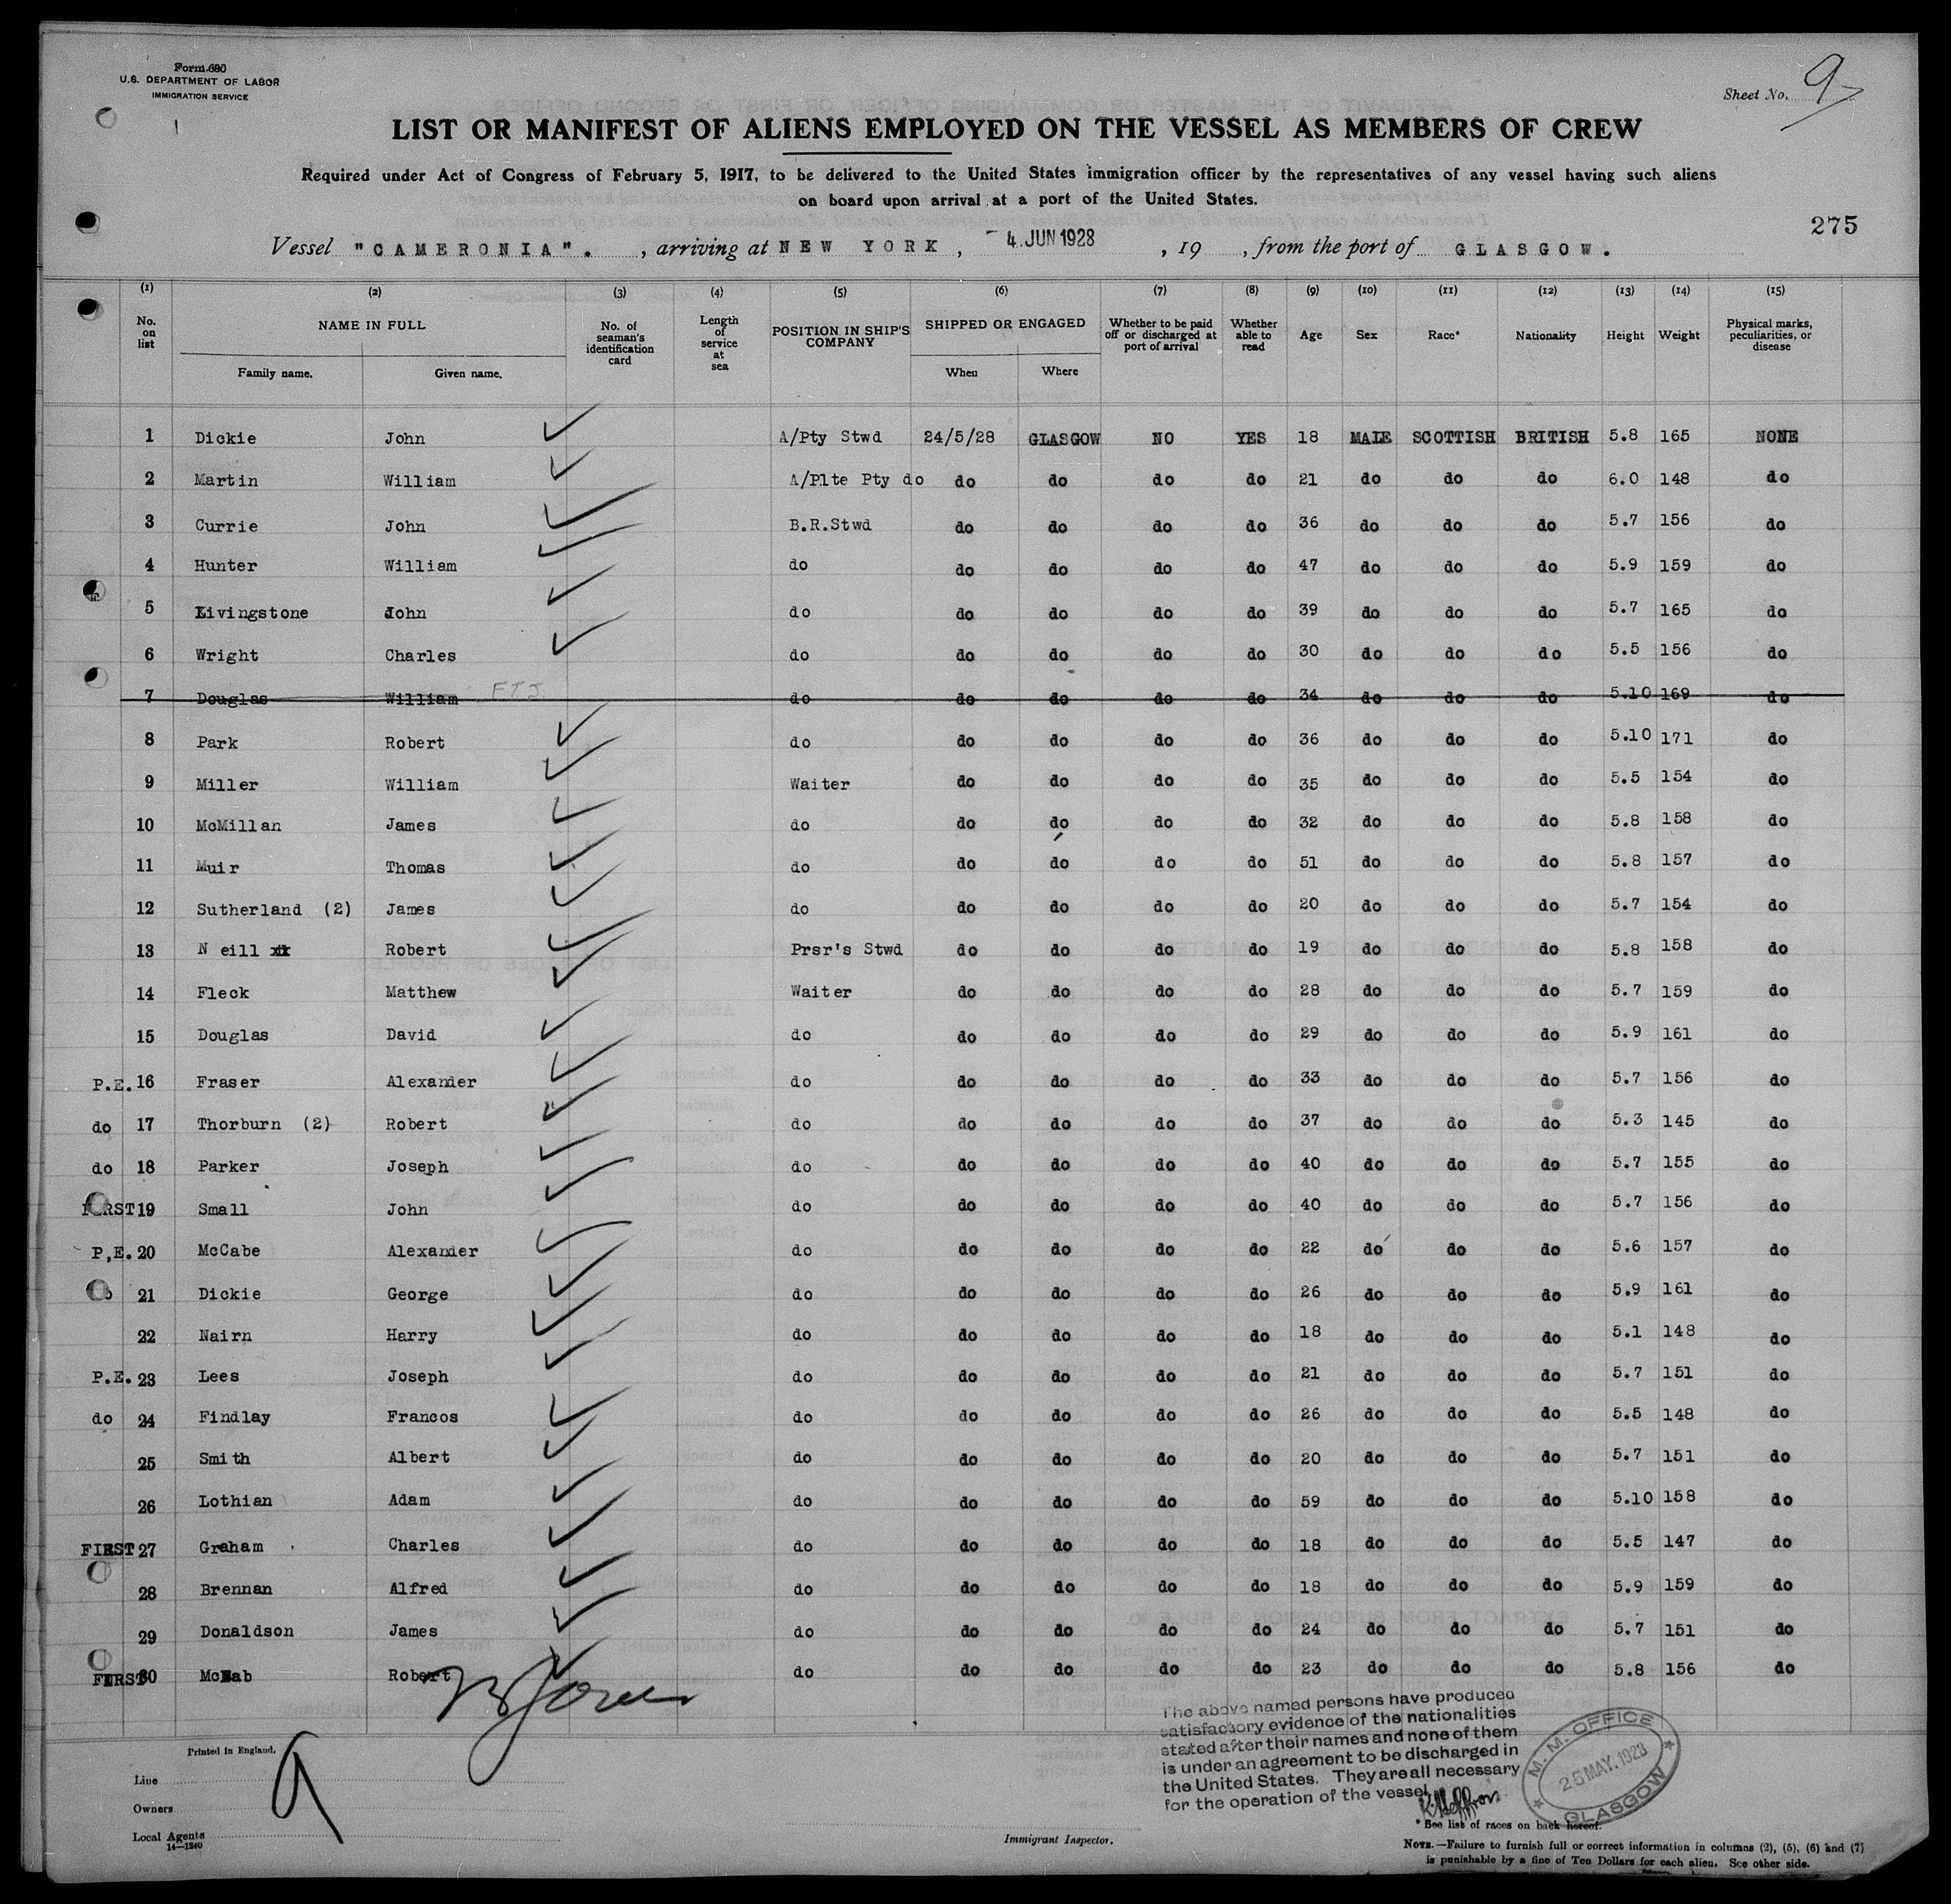 Form 680
U.S. DEPARTMENT OF LABOR
IMMIGRATION SERVICE
Sheet No. 9
LIST OR MANIFEST OF ALIENS EMPLOYED ON THE VESSEL AS MEMBERS OF CREW
Required under Act of Congress of February 5, 1917, to be delivered to the United States immigration officer by the representatives of any vessel having such aliens
on board upon arrival at a port of the United States.
275
Vessel "CAMERONIA". , arriving at NEW YORK, -4 JUN 1928 , 19 , from the port of GLASGOW.
(1) (2) (3) (4) (5) (6) (7) (8) (9) (10) (11) (12) (13) (14) (15)
No. on list NAME IN FULL Family name. Given name. No. of seaman's identification card Length of service at sea POSITION IN SHIP'S COMPANY SHIPPED OR ENGAGED When Where Whether to be paid off or discharged at port of arrival Whether able to read Age Sex Race* Nationality Height Weight Physical marks, peculiarities, or disease
1 Dickie John A/Pty Stwd 24/5/28 GLASGOW NO YES 18 MALE SCOTTISH BRITISH 5.8 165 NONE
2 Martin William A/Plte Pty do do do do do 21 do do do 6.0 148 do
3 Currie John B.R.Stwd do do do do 36 do do do 5.7 156 do
4 Hunter William do do do do do 47 do do do 5.9 159 do
5 Livingstone John do do do do do 39 do do do 5.7 165 do
6 Wright Charles do do do do do 30 do do do 5.5 156 do
7 Douglas William F.T.J. do do do do do 34 do do do 5.10 169 do
8 Park Robert do do do do do 36 do do do 5.10 171 do
9 Miller William Waiter do do do do 35 do do do 5.5 154 do
10 McMillan James do do do do do 32 do do do 5.8 158 do
11 Muir Thomas do do do do do 51 do do do 5.8 157 do
12 Sutherland (2) James do do do do do 20 do do do 5.7 154 do
13 N eill Robert Prsr's Stwd do do do do 19 do do do 5.8 158 do
14 Fleck Matthew Waiter do do do do 28 do do do 5.7 159 do
15 Douglas David do do do do do 29 do do do 5.9 161 do
P.E. 16 Fraser Alexander do do do do do 33 do do do 5.7 156 do
do 17 Thorburn (2) Robert do do do do do 37 do do do 5.3 145 do
do 18 Parker Joseph do do do do do 40 do do do 5.7 155 do
FIRST 19 Small John do do do do do 40 do do do 5.7 156 do
P.E. 20 McCabe Alexander do do do do do 22 do do do 5.6 157 do
do 21 Dickie George do do do do do 26 do do do 5.9 161 do
22 Nairn Harry do do do do do 18 do do do 5.1 148 do
P.E. 23 Lees Joseph do do do do do 21 do do do 5.7 151 do
do 24 Findlay Francos do do do do do 26 do do do 5.5 148 do
25 Smith Albert do do do do do 20 do do do 5.7 151 do
26 Lothian Adam do do do do do 59 do do do 5.10 158 do
FIRST 27 Graham Charles do do do do do 18 do do do 5.5 147 do
28 Brennan Alfred do do do do do 18 do do do 5.9 159 do
29 Donaldson James do do do do do 24 do do do 5.7 151 do
FIRST 30 McNab Robert do do do do do 23 do do do 5.8 156 do
The above named persons have produced
satisfactory evidence of the nationalities
stated after their names and none of them
is under an agreement to be discharged in
the United States. They are all necessary
for the operation of the vessel
M.M. OFFICE
25 MAY.1928
GLASGOW
Printed in England.
Line
Owners
Local Agents
14—1240
Immigrant Inspector.
* See list of races on back hereof.
NOTE.—Failure to furnish full or correct information in columns (2), (5), (6) and (7)
is punishable by a fine of Ten Dollars for each alien. See other side.